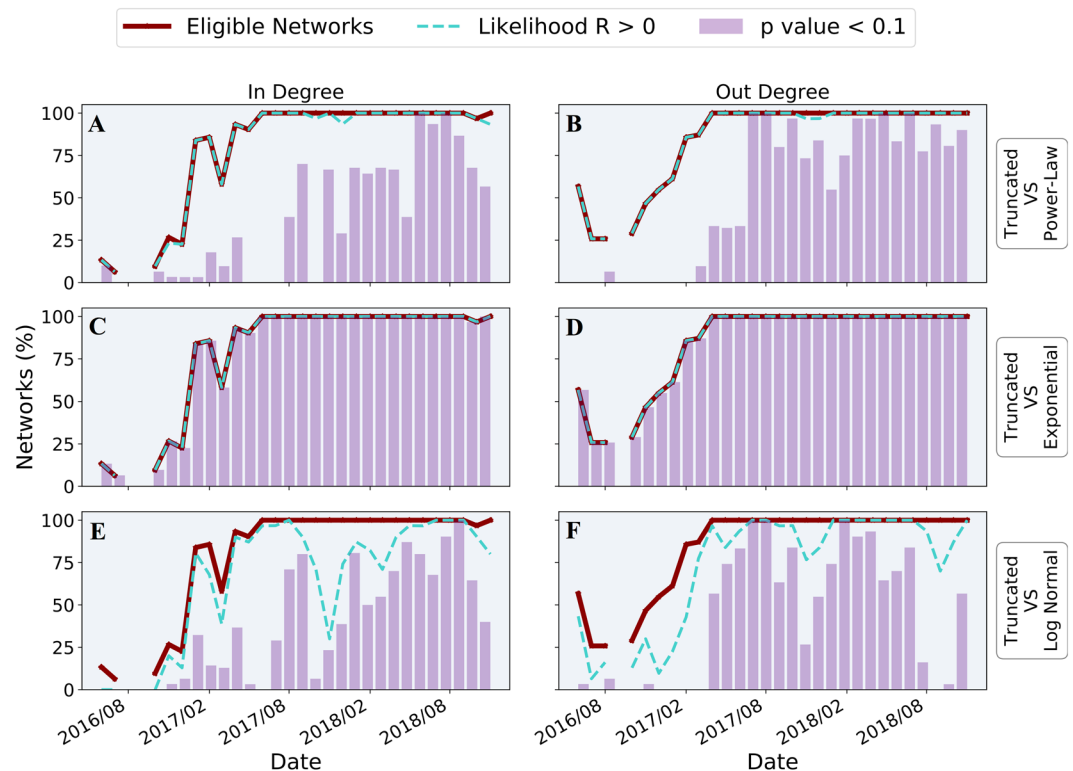 Eligible Networks
Likelihood R > 0
p value < 0.1
In Degree
Out Degree
A
B
100
75
50
25
0
Truncated
VS
Power-Law
C
D
100
75
50
25
0
Networks (%)
Truncated
VS
Exponential
E
F
100
75
50
25
0
Truncated
VS
Log Normal
2016/08
2017/02
2017/08
2018/02
2018/08
2016/08
2017/02
2017/08
2018/02
2018/08
Date
Date